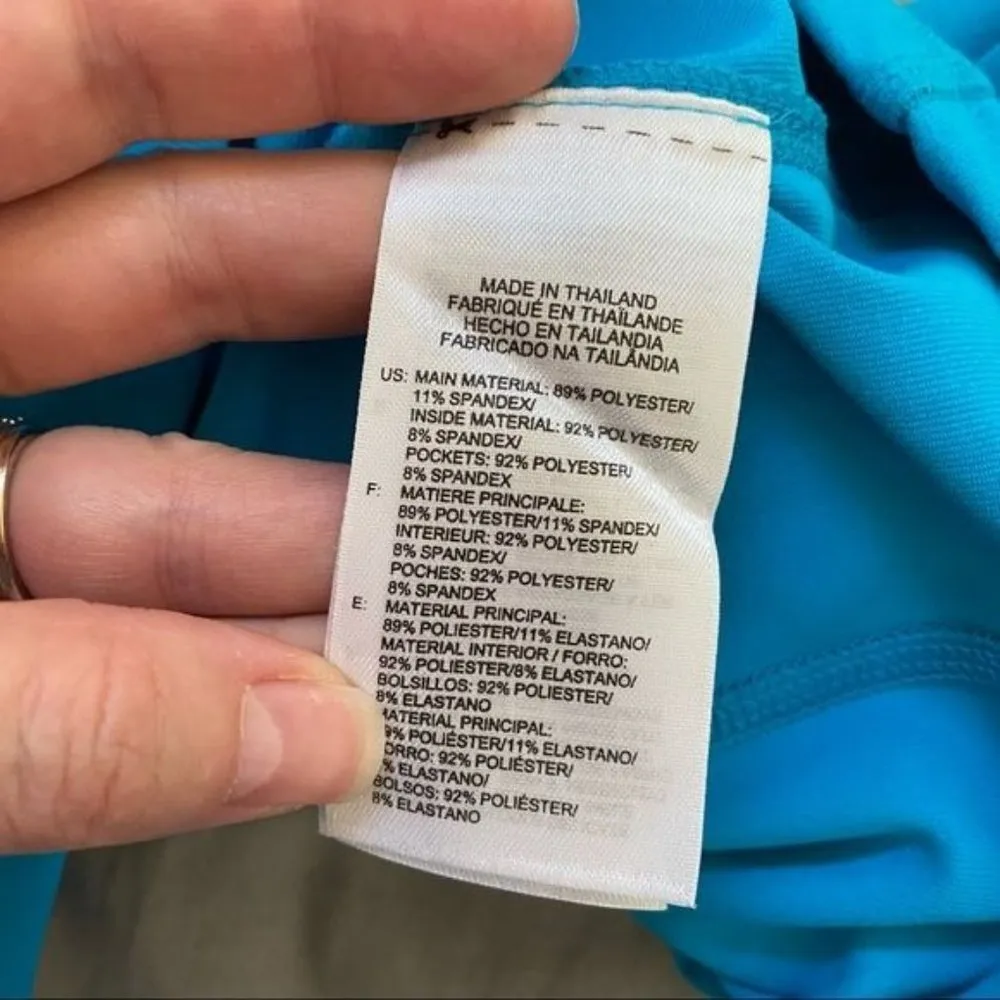 MADE IN THAILAND
FABRIQUÉ EN THAÏLANDE
HECHO EN TAILANDIA
FABRICADO NA TAILÂNDIA
US: MAIN MATERIAL: 89% POLYESTER/
11% SPANDEX/
INSIDE MATERIAL: 92% POLYESTER/
8% SPANDEX/
POCKETS: 92% POLYESTER/
8% SPANDEX
F: MATIERE PRINCIPALE:
89% POLYESTER/11% SPANDEX/
INTERIEUR: 92% POLYESTER/
8% SPANDEX/
POCHES: 92% POLYESTER/
8% SPANDEX
E: MATERIAL PRINCIPAL:
89% POLIESTER/11% ELASTANO/
MATERIAL INTERIOR / FORRO:
92% POLIESTER/8% ELASTANO/
BOLSILLOS: 92% POLIESTER/
8% ELASTANO
MATERIAL PRINCIPAL:
9% POLIÉSTER/11% ELASTANO/
ORRO: 92% POLIÉSTER/
% ELASTANO/
BOLSOS: 92% POLIÉSTER/
8% ELASTANO